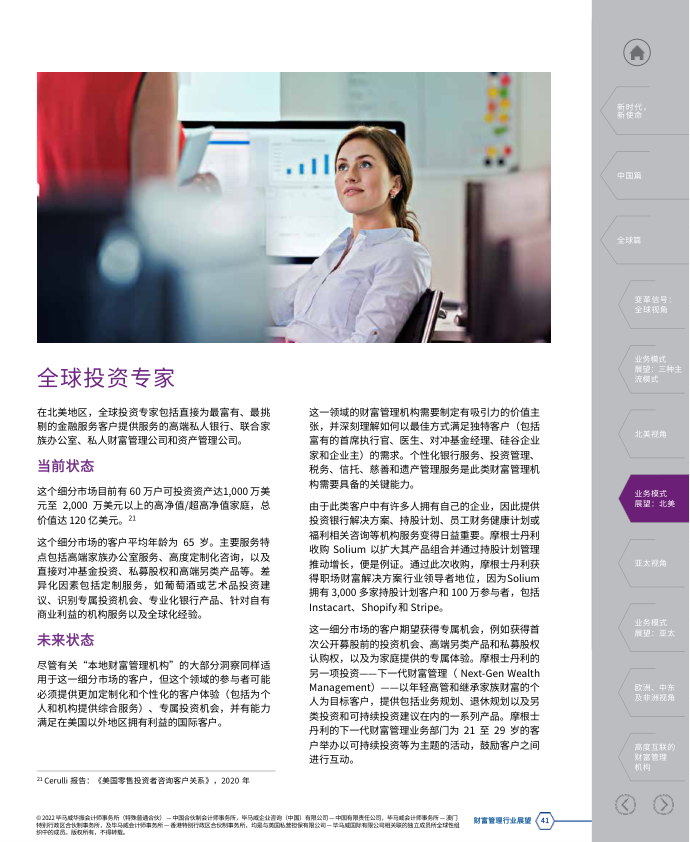 全球投资专家
在北美地区，全球投资专家包括直接为最富有、最挑
剔的金融服务客户提供服务的高端私人银行、联合家
族办公室、私人财富管理公司和资产管理公司。
当前状态
这个细分市场目前有 60 万户可投资资产达1,000 万美
元至 2,000 万美元以上的高净值/超高净值家庭，总
价值达 120 亿美元。21
这个细分市场的客户平均年龄为 65 岁。主要服务特
点包括高端家族办公室服务、高度定制化咨询，以及
直接对冲基金投资、私募股权和高端另类产品等。差
异化因素包括定制服务，如葡萄酒或艺术品投资建
议、识别专属投资机会、专业化银行产品、针对自有
商业利益的机构服务以及全球化经验。
未来状态
尽管有关“本地财富管理机构”的大部分洞察同样适
用于这一细分市场的客户，但这个领域的参与者可能
必须提供更加定制化和个性化的客户体验（包括为个
人和机构提供综合服务）、专属投资机会，并有能力
满足在美国以外地区拥有利益的国际客户。
21 Cerulli 报告：《美国零售投资者咨询客户关系》，2020 年
这一领域的财富管理机构需要制定有吸引力的价值主
张，并深刻理解如何以最佳方式满足独特客户（包括
富有的首席执行官、医生、对冲基金经理、硅谷企业
家和企业主）的需求。个性化银行服务、投资管理、
税务、信托、慈善和遗产管理服务是此类财富管理机
构需要具备的关键能力。
由于此类客户中有许多人拥有自己的企业，因此提供
投资银行解决方案、持股计划、员工财务健康计划或
福利相关咨询等机构服务变得日益重要。摩根士丹利
收购 Solium 以扩大其产品组合并通过持股计划管理
推动增长，便是例证。通过此次收购，摩根士丹利获
得职场财富解决方案行业领导者地位，因为Solium
拥有 3,000 多家持股计划客户和 100 万参与者，包括
Instacart、Shopify和 Stripe。
这一细分市场的客户期望获得专属机会，例如获得首
次公开募股前的投资机会、高端另类产品和私募股权
认购权，以及为家庭提供的专属体验。摩根士丹利的
另一项投资——下一代财富管理（ Next-Gen Wealth
Management）——以年轻高管和继承家族财富的个
人为目标客户，提供包括业务规划、退休规划以及另
类投资和可持续投资建议在内的一系列产品。摩根士
丹利的下一代财富管理业务部门为 21 至 29 岁的客
户举办以可持续投资等为主题的活动，鼓励客户之间
进行互动。
© 2022 毕马威华振会计师事务所（特殊普通合伙） — 中国合伙制会计师事务所，毕马威企业咨询（中国）有限公司 — 中国有限责任公司，毕马威会计师事务所 — 澳门
特别行政区合伙制事务所，及毕马威会计师事务所 — 香港特别行政区合伙制事务所，均是与英国私营担保有限公司 — 毕马威国际有限公司相关联的独立成员所全球性组
织中的成员。版权所有，不得转载。
财富管理行业展望 41
新时代，
新使命
中国篇
全球篇
变革信号：
全球视角
业务模式
展望：三种主
流模式
北美视角
业务模式
展望：北美
亚太视角
业务模式
展望：亚太
欧洲、中东
及非洲视角
高度互联的
财富管理
机构